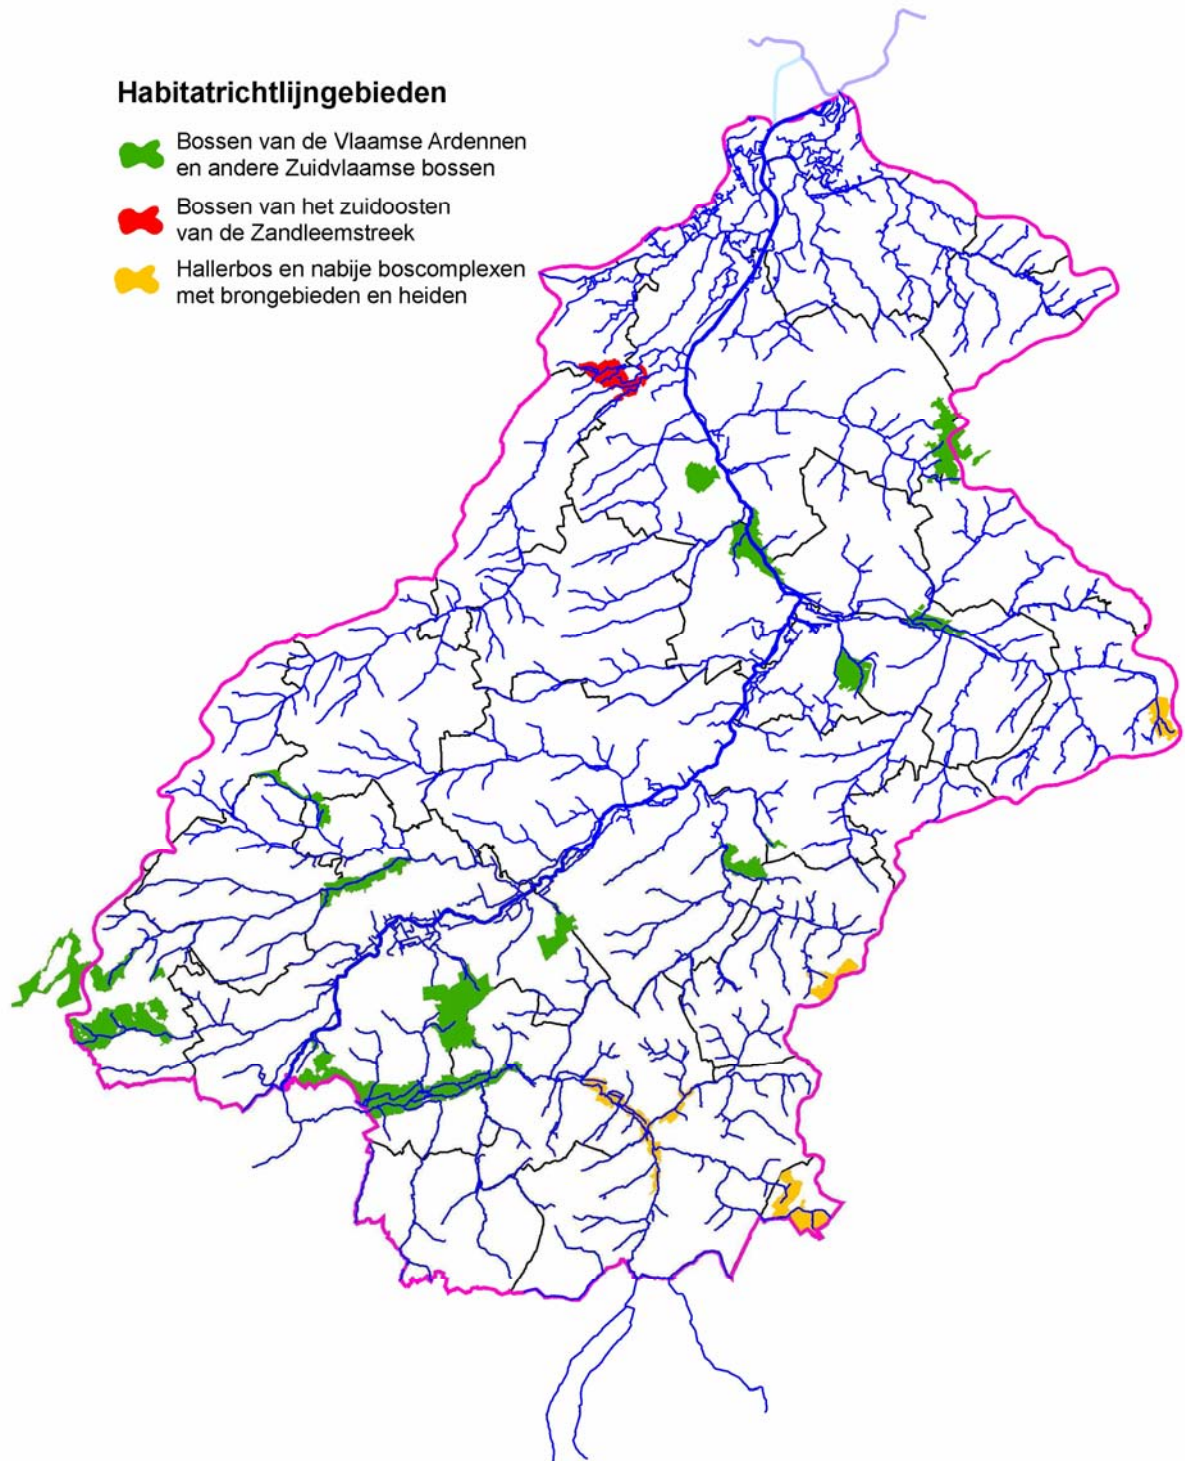 Habitatrichtlijngebieden
Bossen van de Vlaamse Ardennen
en andere Zuidvlaamse bossen
Bossen van het zuidoosten
van de Zandleemstreek
Hallerbos en nabije boscomplexen
met brongebieden en heiden